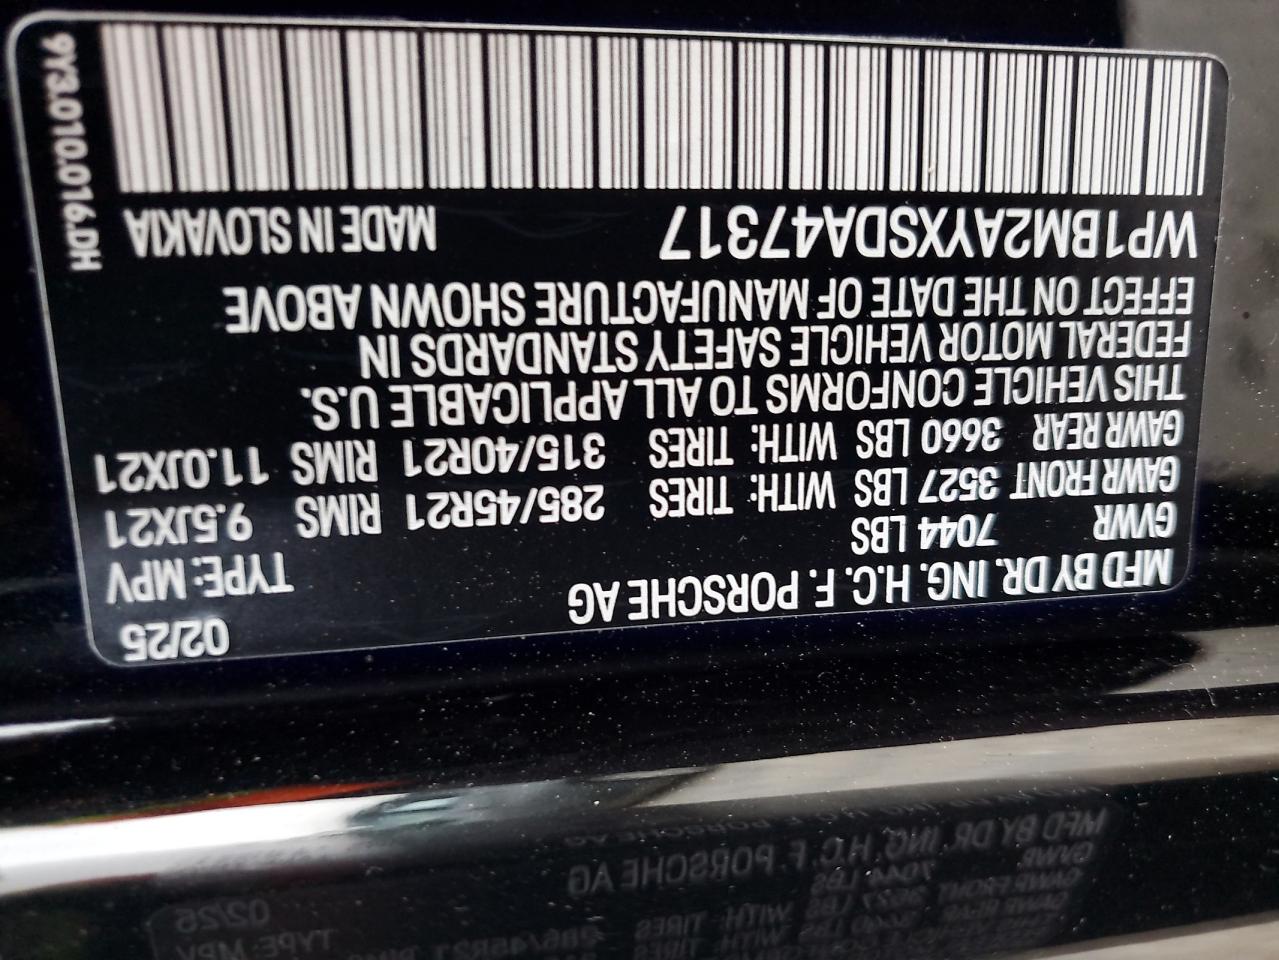 MFD BY DR. ING. H.C. F. PORSCHE AG 02/25
GVWR 7044 LBS TYPE: MPV
GAWR FRONT 3527 LBS WITH: TIRES 285/45R21 RIMS 9.5JX21
GAWR REAR 3660 LBS WITH: TIRES 315/40R21 RIMS 11.0JX21
THIS VEHICLE CONFORMS TO ALL APPLICABLE U.S.
FEDERAL MOTOR VEHICLE SAFETY STANDARDS IN
EFFECT ON THE DATE OF MANUFACTURE SHOWN ABOVE
WP1BM2AYXSDA47317 MADE IN SLOVAKIA
9Y3.010.016.DH